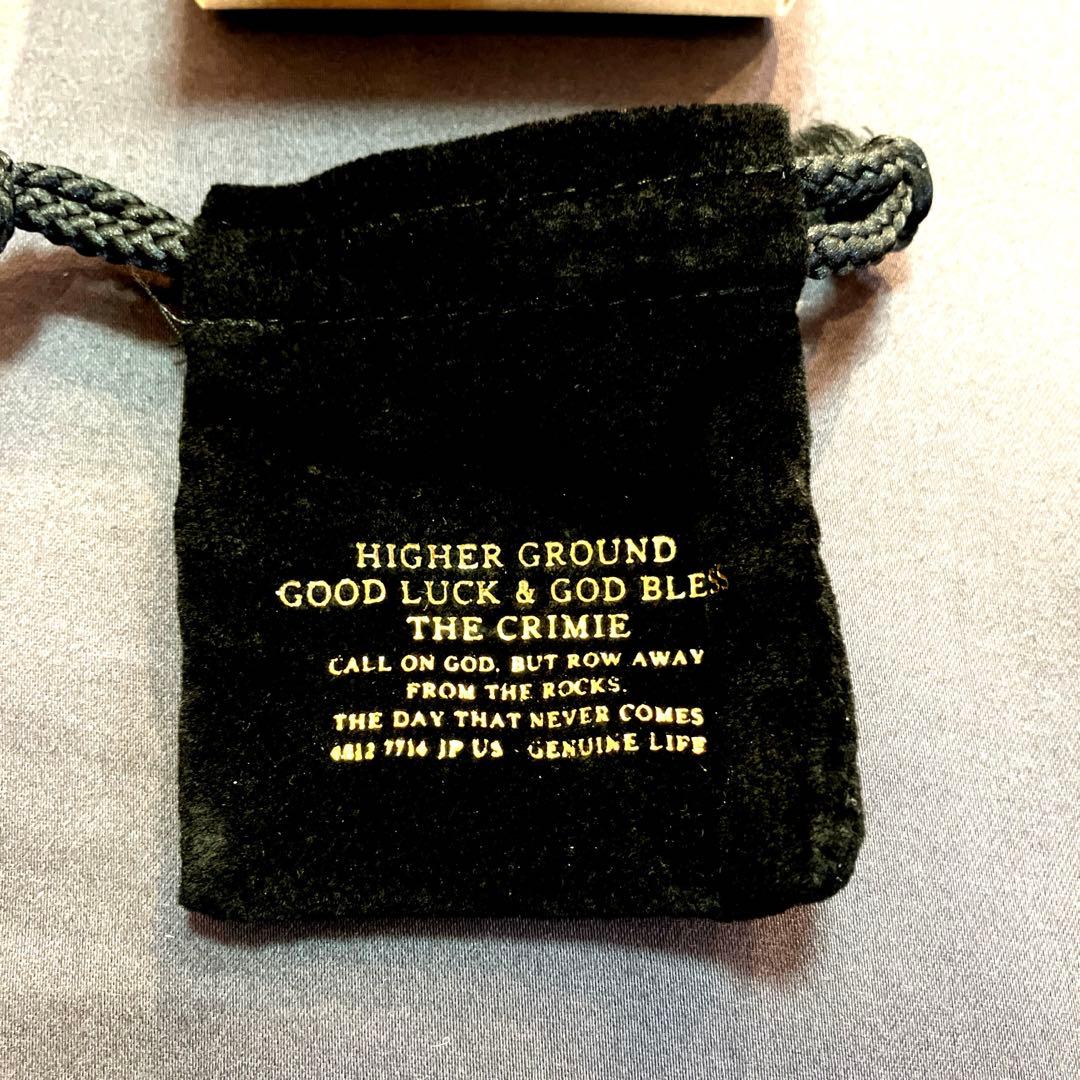 HIGHER GROUND
GOOD LUCK & GOD BLESS
THE CRIMIE
CALL ON GOD, BUT ROW AWAY
FROM THE ROCKS.
THE DAY THAT NEVER COMES
7714 JP US GENUINE LIFE